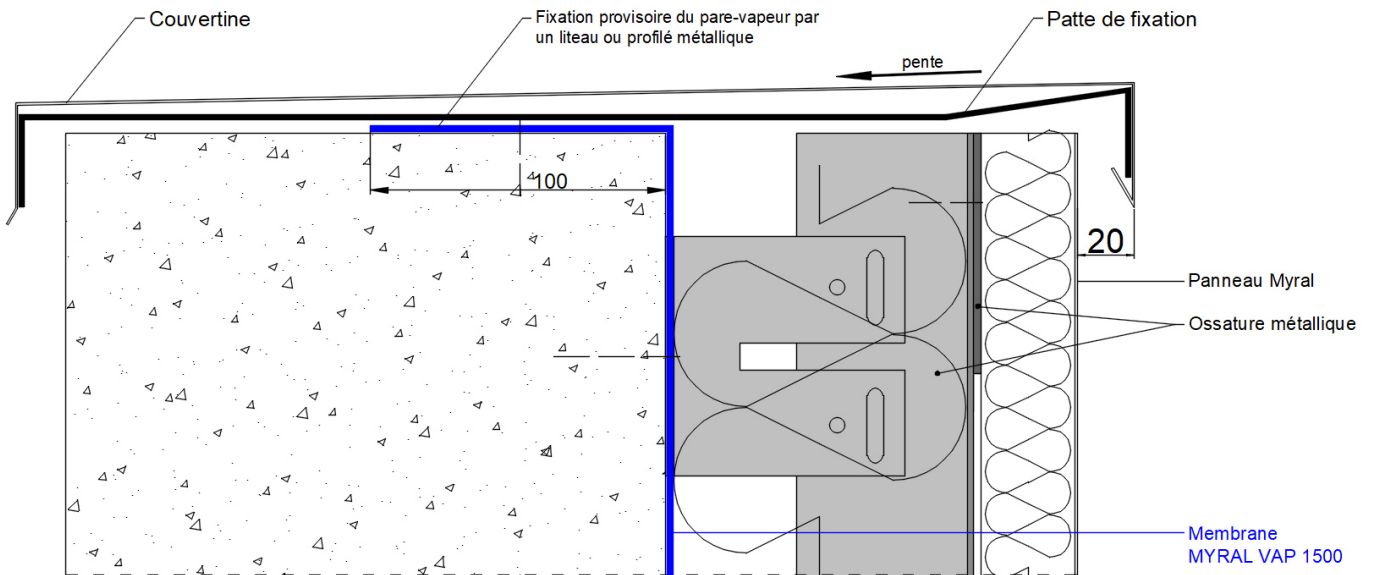 Couvertine
Fixation provisoire du pare-vapeur par
un liteau ou profilé métallique
Patte de fixation
pente
100
20
Panneau Myral
Ossature métallique
Membrane
MYRAL VAP 1500